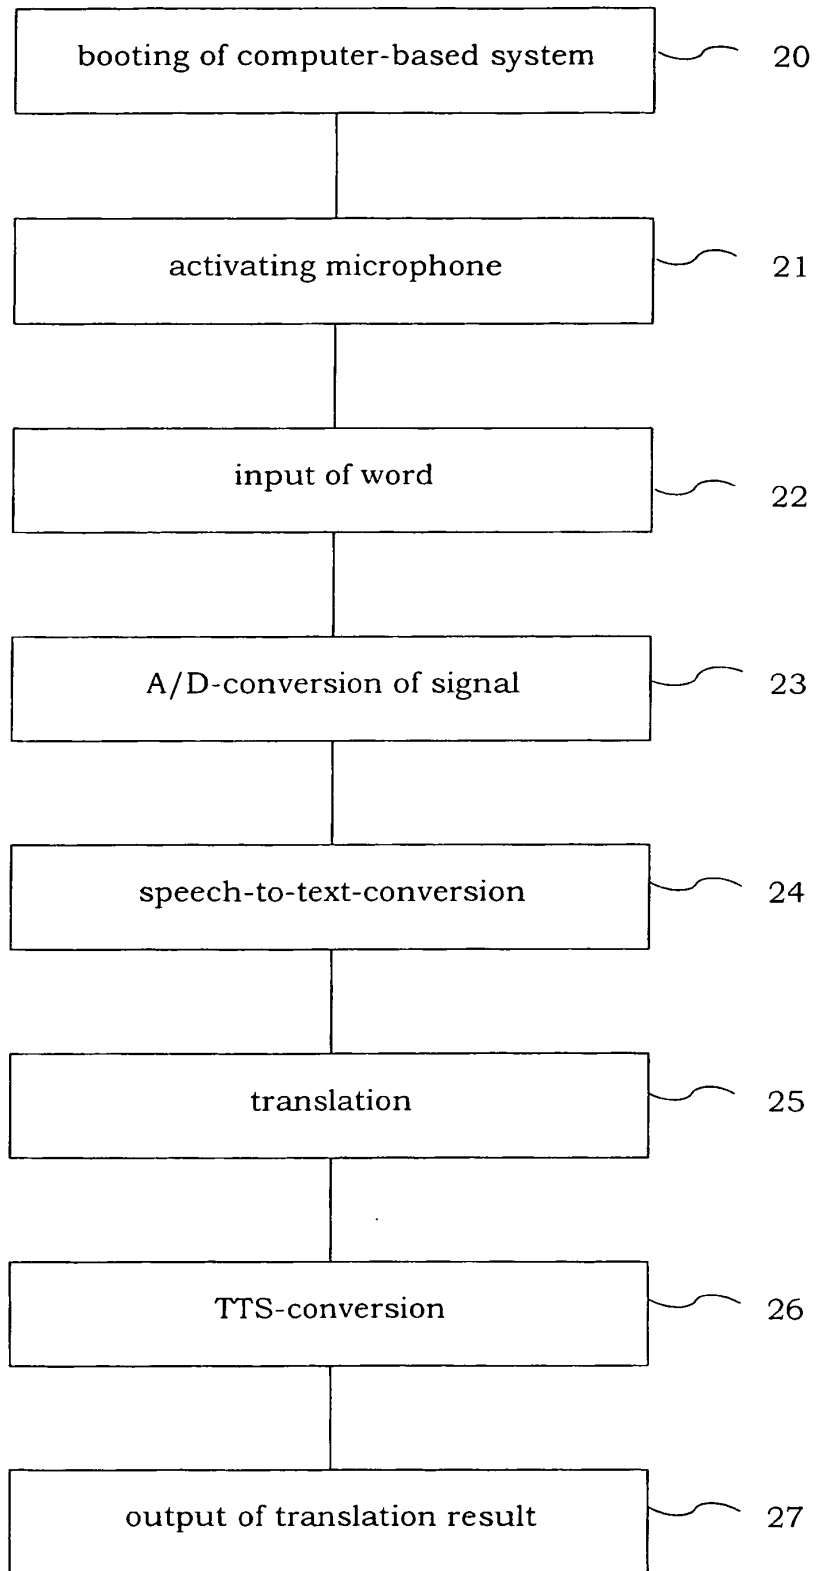 booting of computer-based system 20
activating microphone 21
input of word 22
A/D-conversion of signal 23
speech-to-text-conversion 24
translation 25
TTS-conversion 26
output of translation result 27